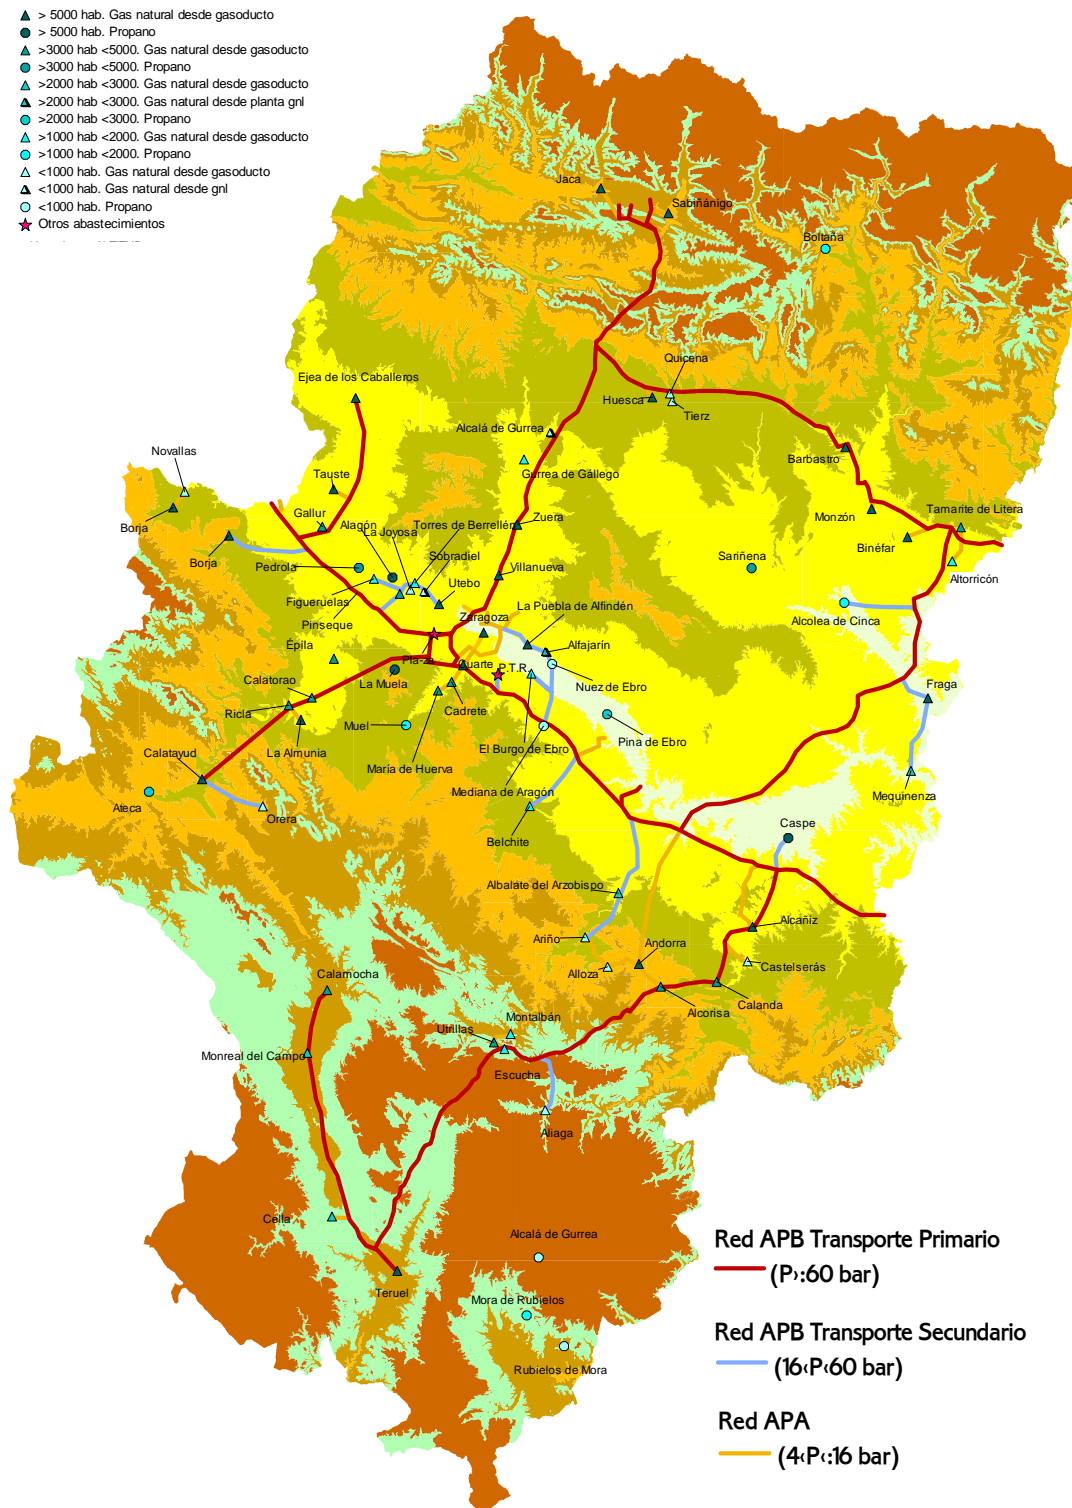 > 5000 hab. Gas natural desde gasoducto
> 5000 hab. Propano
>3000 hab <5000. Gas natural desde gasoducto
>3000 hab <5000. Propano
>2000 hab <3000. Gas natural desde gasoducto
>2000 hab <3000. Gas natural desde planta gnl
>2000 hab <3000. Propano
>1000 hab <2000. Gas natural desde gasoducto
>1000 hab <2000. Propano
<1000 hab. Gas natural desde gasoducto
<1000 hab. Gas natural desde gnl
<1000 hab. Propano
Otros abastecimientos
Jaca
Sabiñánigo
Boltaña
Quicena
Ejea de los Caballeros
Huesca
Tierz
Alcalá de Gurrea
Novallas
Barbastro
Tauste
Gurrea de Gállego
Borja
Gallur
Alagón
La Joyosa
Torres de Berrellén
Zuera
Monzón
Tamarite de Litera
Binéfar
Borja
Pedrola
Sobradiel
Villanueva
Sariñena
Altorricón
Figueruelas
Utebo
Pinseque
La Puebla de Alfindén
Zaragoza
Alcolea de Cinca
Épila
Pla-za
Cuarte
P.T.R.
Alfajarín
Calatorao
La Muela
Nuez de Ebro
Fraga
Ricla
Cadrete
Muel
La Almunia
El Burgo de Ebro
Pina de Ebro
Calatayud
María de Huerva
Mediana de Aragón
Mequinenza
Ateca
Orera
Belchite
Caspe
Albalate del Arzobispo
Alcañiz
Ariño
Andorra
Castelserás
Calamocha
Alloza
Calanda
Alcorisa
Montalbán
Utrillas
Monreal del Campo
Escucha
Aliaga
Cella
Alcalá de Gurrea
Red APB Transporte Primario
(P›:60 bar)
Teruel
Mora de Rubielos
Red APB Transporte Secundario
(16‹P‹60 bar)
Rubielos de Mora
Red APA
(4‹P‹:16 bar)